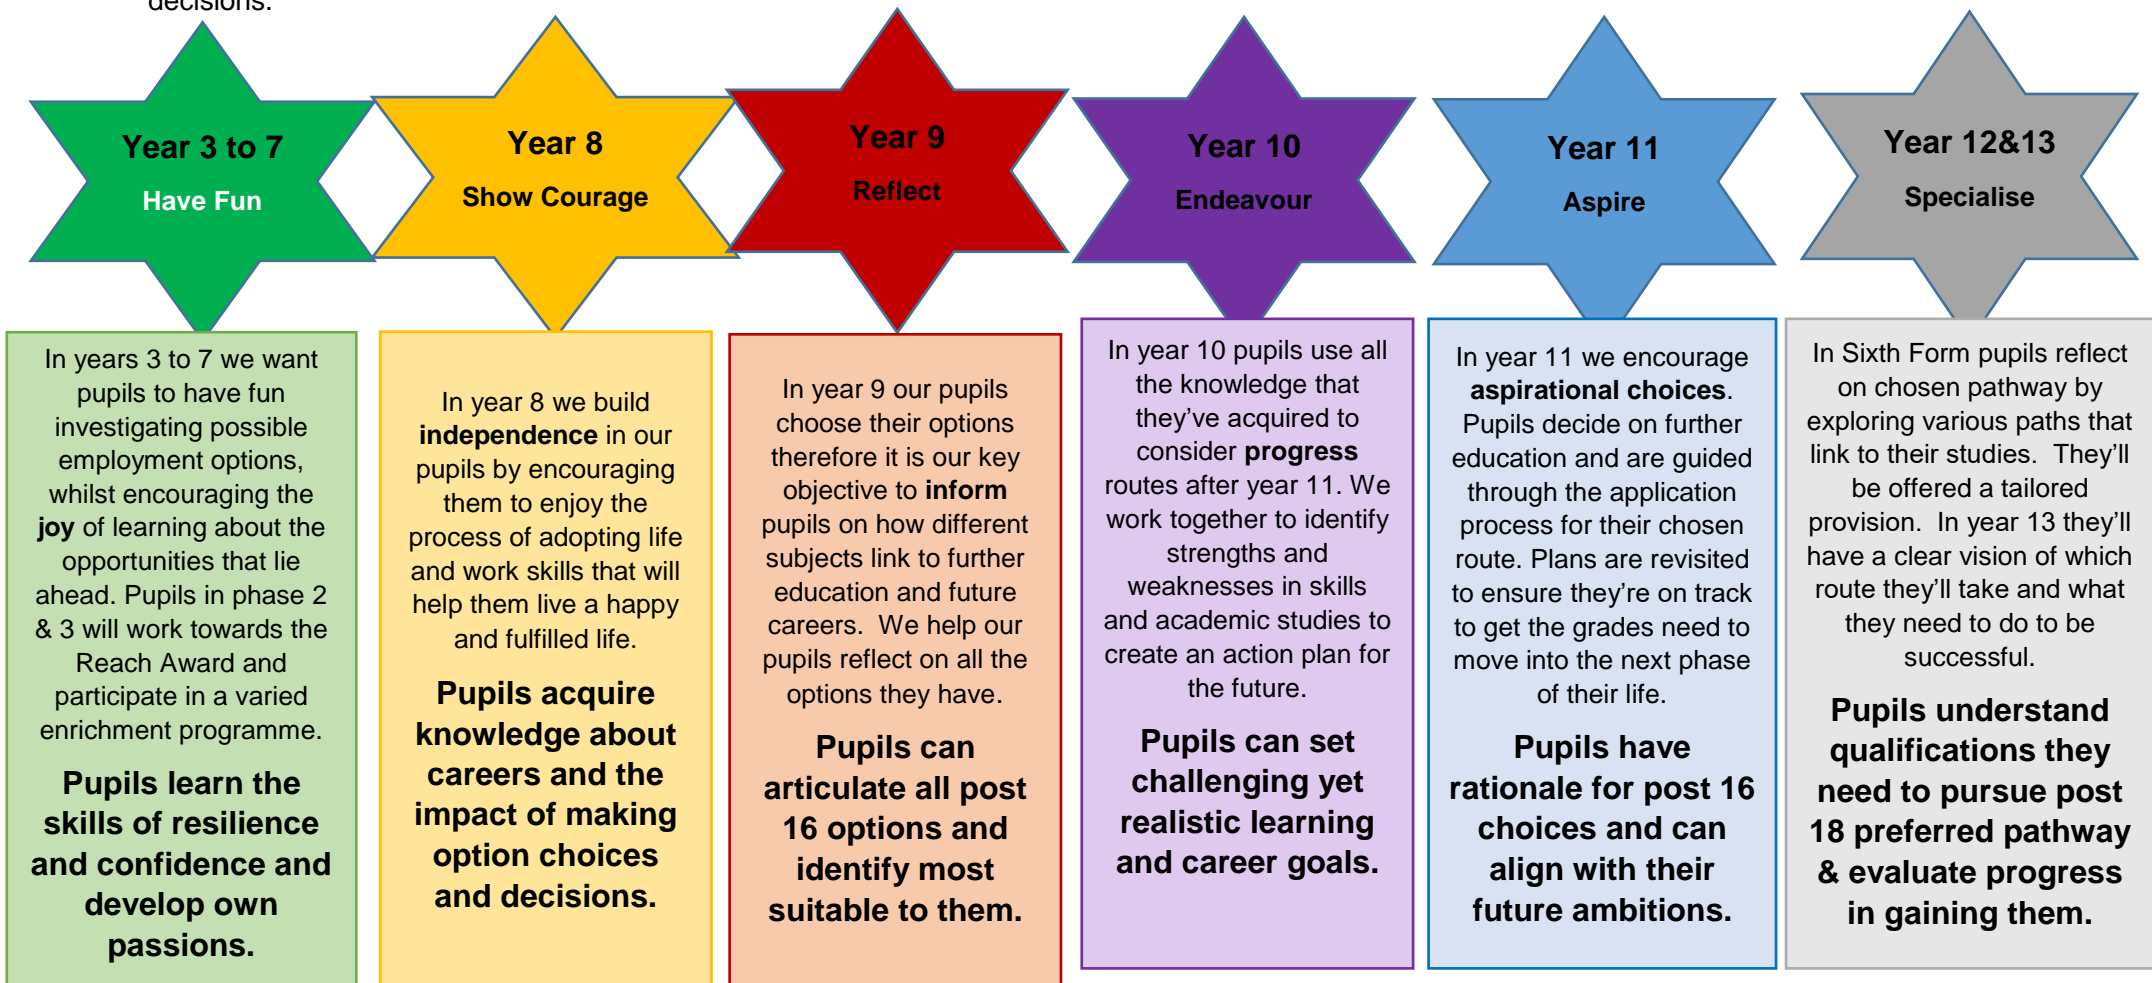 decisions.
Year 3 to 7
Have Fun
Year 8
Show Courage
Year 9
Reflect
Year 10
Endeavour
Year 11
Aspire
Year 12&13
Specialise
In years 3 to 7 we want
pupils to have fun
investigating possible
employment options,
whilst encouraging the
joy of learning about the
opportunities that lie
ahead. Pupils in phase 2
& 3 will work towards the
Reach Award and
participate in a varied
enrichment programme.
Pupils learn the
skills of resilience
and confidence and
develop own
passions.
In year 8 we build
independence in our
pupils by encouraging
them to enjoy the
process of adopting life
and work skills that will
help them live a happy
and fulfilled life.
Pupils acquire
knowledge about
careers and the
impact of making
option choices
and decisions.
In year 9 our pupils
choose their options
therefore it is our key
objective to inform
pupils on how different
subjects link to further
education and future
careers. We help our
pupils reflect on all the
options they have.
Pupils can
articulate all post
16 options and
identify most
suitable to them.
In year 10 pupils use all
the knowledge that
they've acquired to
consider progress
routes after year 11. We
work together to identify
strengths and
weaknesses in skills
and academic studies to
create an action plan for
the future.
Pupils can set
challenging yet
realistic learning
and career goals.
In year 11 we encourage
aspirational choices.
Pupils decide on further
education and are guided
through the application
process for their chosen
route. Plans are revisited
to ensure they're on track
to get the grades need to
move into the next phase
of their life.
Pupils have
rationale for post 16
choices and can
align with their
future ambitions.
In Sixth Form pupils reflect
on chosen pathway by
exploring various paths that
link to their studies. They'll
be offered a tailored
provision. In year 13 they'll
have a clear vision of which
route they'll take and what
they need to do to be
successful.
Pupils understand
qualifications they
need to pursue post
18 preferred pathway
& evaluate progress
in gaining them.